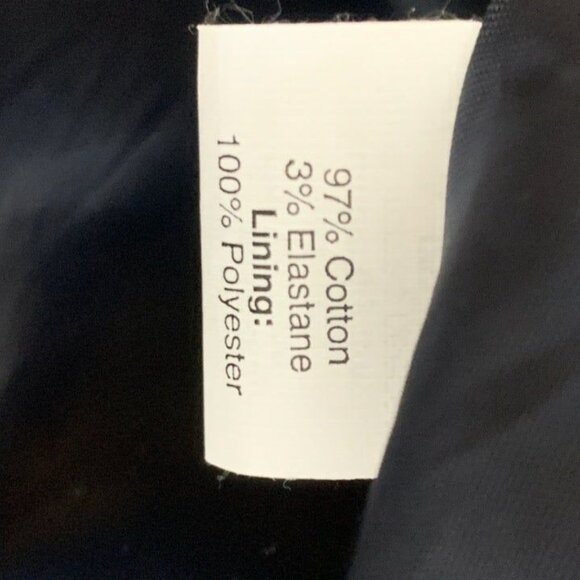 97% Cotton
3% Elastane
Lining:
100% Polyester